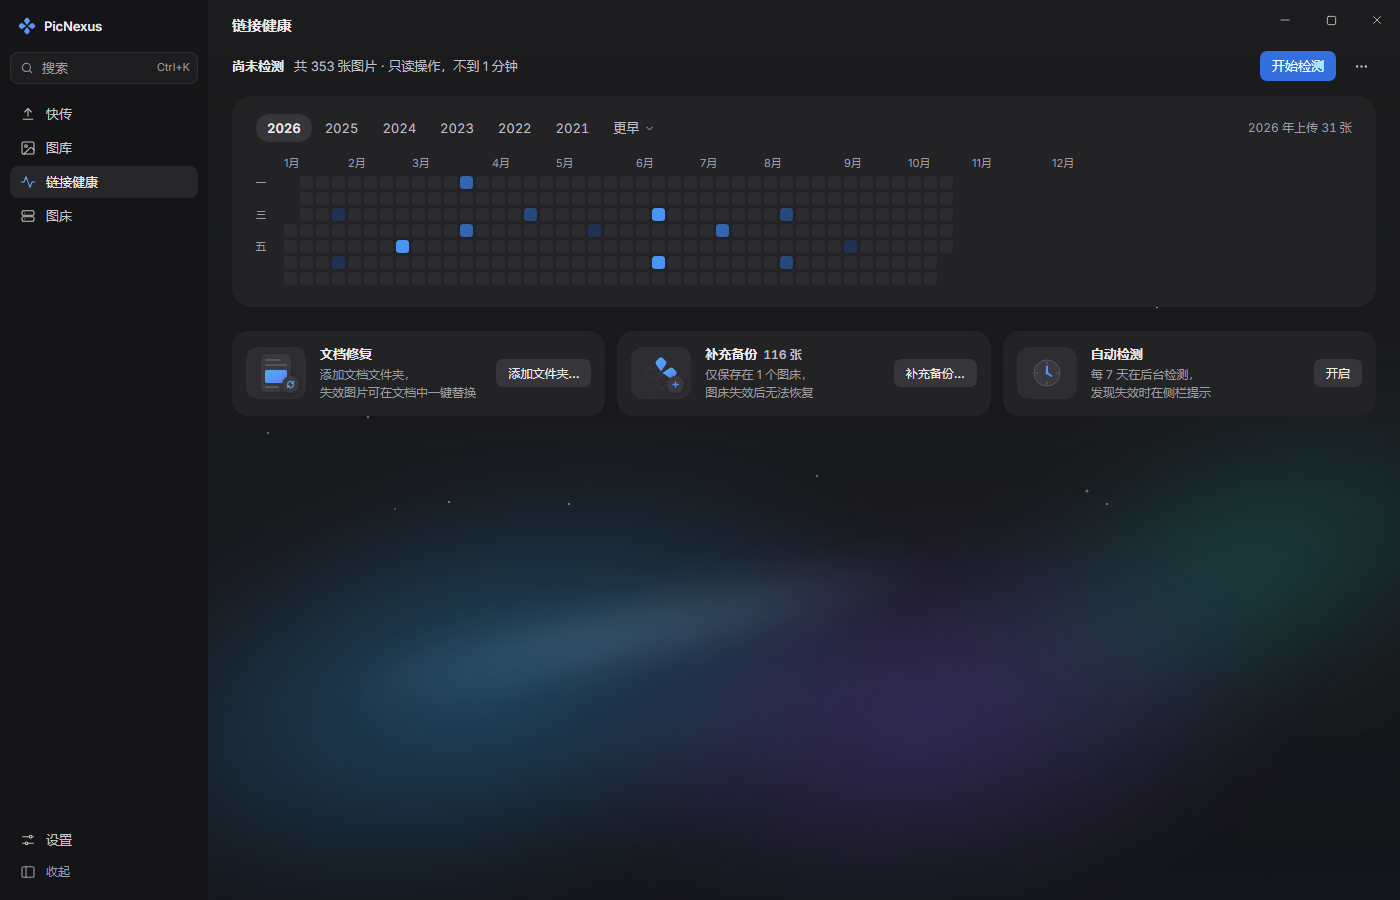 PicNexus
搜索 Ctrl+K
快传
图库
链接健康
图床
设置
收起
链接健康
尚未检测 共 353 张图片 · 只读操作，不到 1 分钟
开始检测
2026 2025 2024 2023 2022 2021 更早
2026 年上传 31 张
1月 2月 3月 4月 5月 6月 7月 8月 9月 10月 11月 12月
一
三
五
文档修复
添加文档文件夹，
失效图片可在文档中一键替换
添加文件夹...
补充备份 116 张
仅保存在 1 个图床，
图床失效后无法恢复
补充备份...
自动检测
每 7 天在后台检测，
发现失效时在侧栏提示
开启